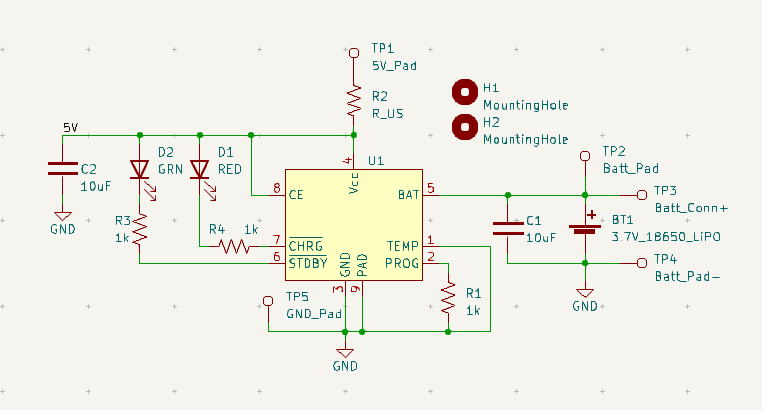 TP1
5V_Pad
R2
R_US
H1
MountingHole
H2
MountingHole
5V
D2
GRN
D1
RED
C2
10uF
GND
R3
1k
R4 1k
U1
4
Vcc
8 CE
7 CHRG
6 STDBY
BAT 5
TEMP 1
PROG 2
GND
PAD
3
9
TP2
Batt_Pad
TP3
Batt_Conn+
C1
10uF
+
BT1
3.7V_18650_LiPO
TP4
Batt_Pad-
GND
R1
1k
TP5
GND_Pad
GND